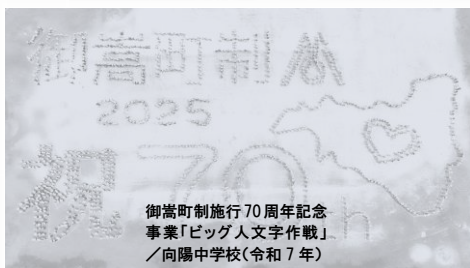 御嵩町制
2025
祝70th
御嵩町制施行70周年記念
事業「ビッグ人文字作戦」
／向陽中学校（令和７年）